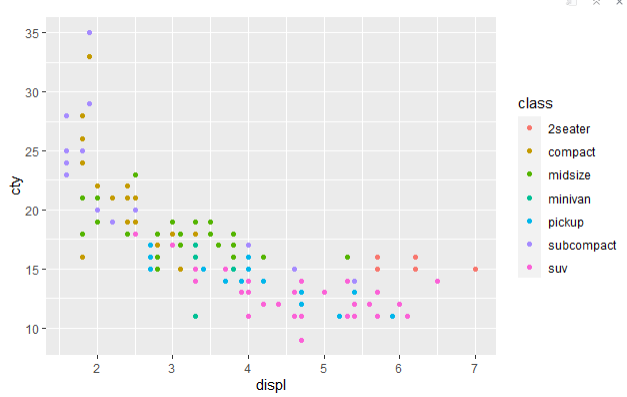 35
30
25
20
15
10
cty
2
3
4
5
6
7
displ
class
2seater
compact
midsize
minivan
pickup
subcompact
suv